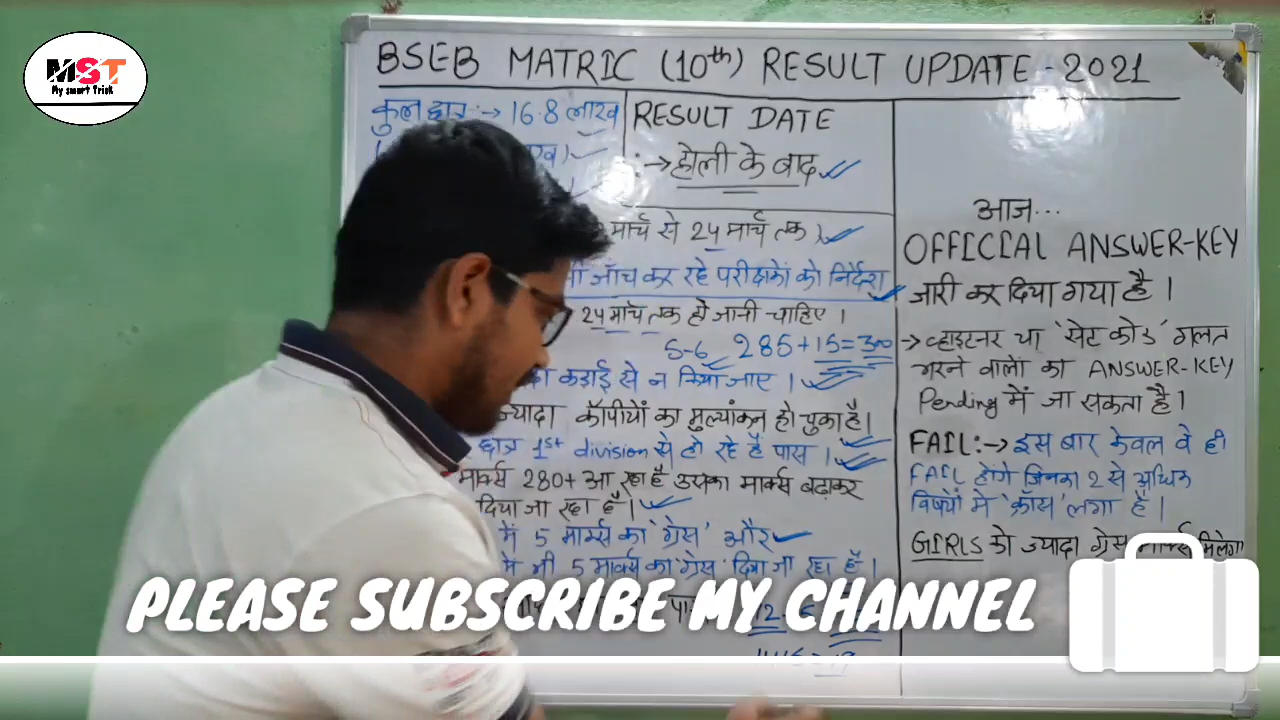 MST
My smart Trick
BSEB MATRIC (10th) RESULT UPDATE - 2021
कुल छात्र :→ 16.8 लाख
RESULT DATE
:→ होली के बाद
मार्च से 24 मार्च तक।
जाँच कर रहे परीक्षकों को निर्देश
24 मार्च तक हो जानी चाहिए।
5-6 285+15=300
कड़ाई से न किया जाए।
ज्यादा कॉपीयों का मुल्यांकन हो चुका है।
छात्र 1st division से हो रहे हैं पास।
मार्क्स 280+ आ रहा है उसका मार्क्स बढ़ाकर
दिया जा रहा है।
में 5 मार्क्स का 'ग्रेस' और
में भी 5 मार्क्स का 'ग्रेस' दिया जा रहा है।
आज...
OFFICIAL ANSWER-KEY
जारी कर दिया गया है।
→ व्हाइटनर या 'सेट कोड' गलत
भरने वालों का ANSWER-KEY
Pending में जा सकता है।
FAIL:→ इस बार केवल वे ही
FAIL होंगे जिनका 2 से अधिक
विषयों में 'क्रॉस' लगा है।
GIRLS को ज्यादा ग्रेस मार्क्स मिलेगा
PLEASE SUBSCRIBE MY CHANNEL